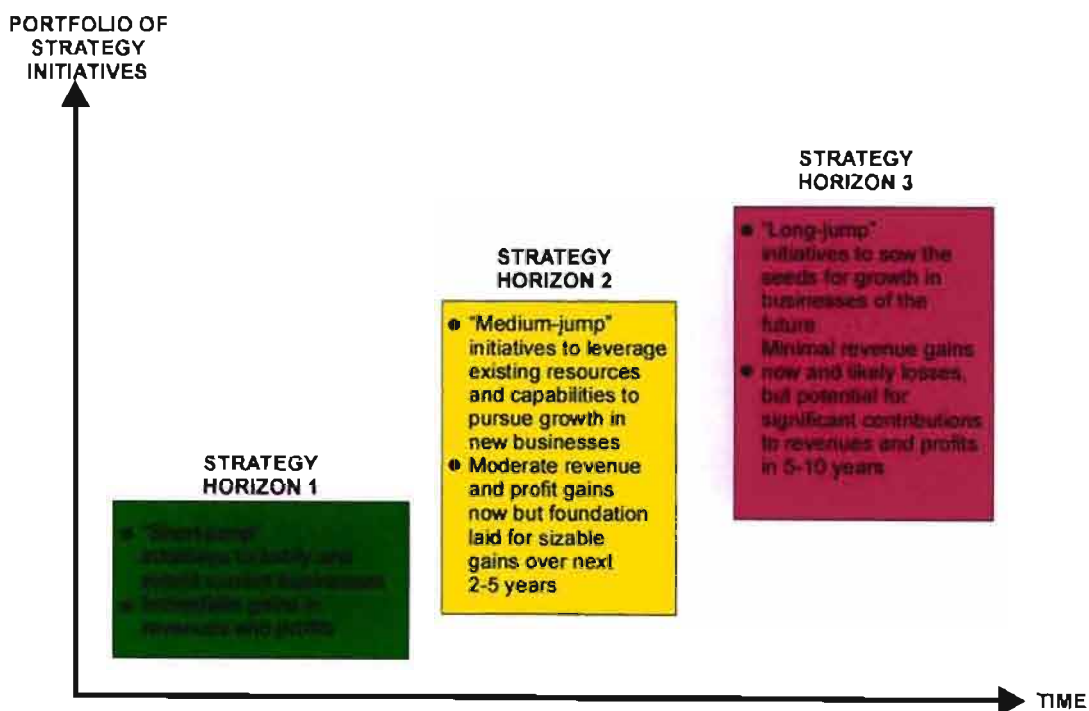 PORTFOLIO OF
STRATEGY
INITIATIVES
STRATEGY
HORIZON 1
● "Short-jump"
initiatives to fortify and
extend current businesses
● Immediate gains in
revenues and profits
STRATEGY
HORIZON 2
● "Medium-jump"
initiatives to leverage
existing resources
and capabilities to
pursue growth in
new businesses
● Moderate revenue
and profit gains
now but foundation
laid for sizable
gains over next
2-5 years
STRATEGY
HORIZON 3
● "Long-jump"
initiatives to sow the
seeds for growth in
businesses of the
future
Minimal revenue gains
● now and likely losses,
but potential for
significant contributions
to revenues and profits
in 5-10 years
TIME